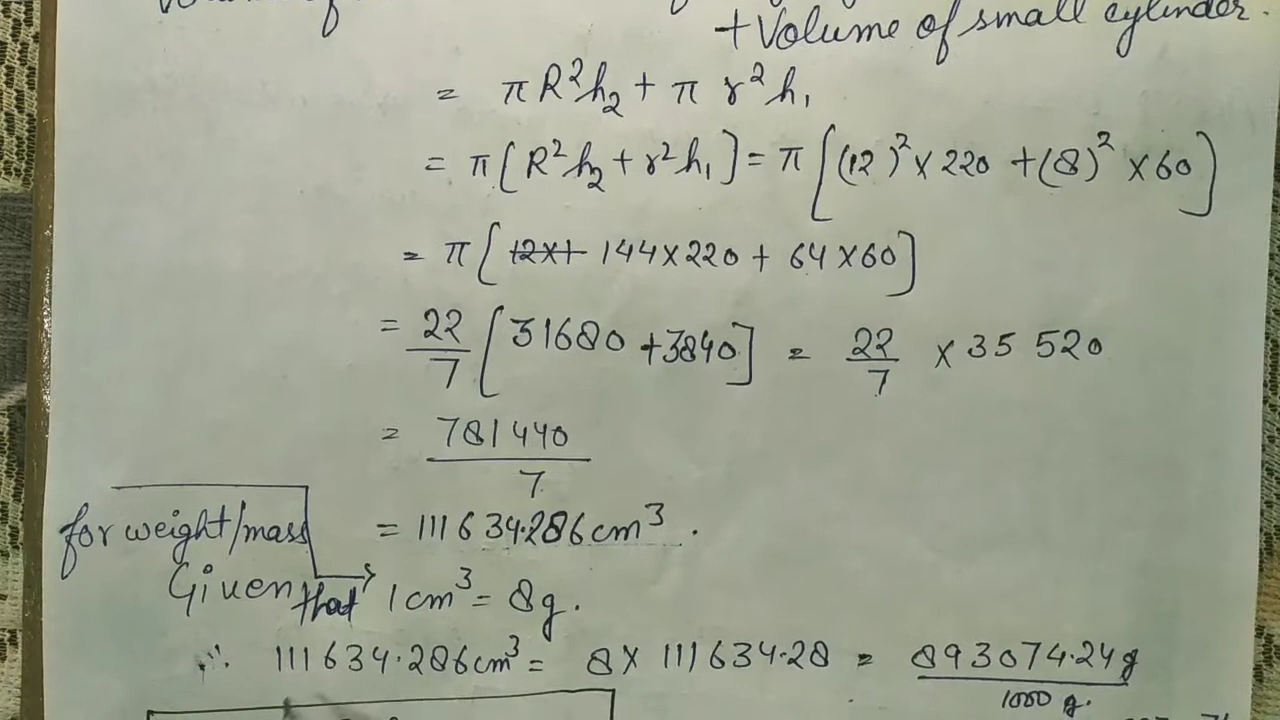 + Volume of small cylinder.
= πR²h₂ + π r²h₁
= π[R²h₂ + r²h₁] = π[(12)² × 220 + (8)² × 60]
= π[12×1 144×220 + 64×60]
= 22/7 [31680 + 3840] = 22/7 × 35 520
= 781440/7
for weight/mass = 111634.286 cm³.
Given that 1 cm³ = 8g.
∴ 111634.286 cm³ = 8 × 111634.28 = 893074.24 g / 1000 g.